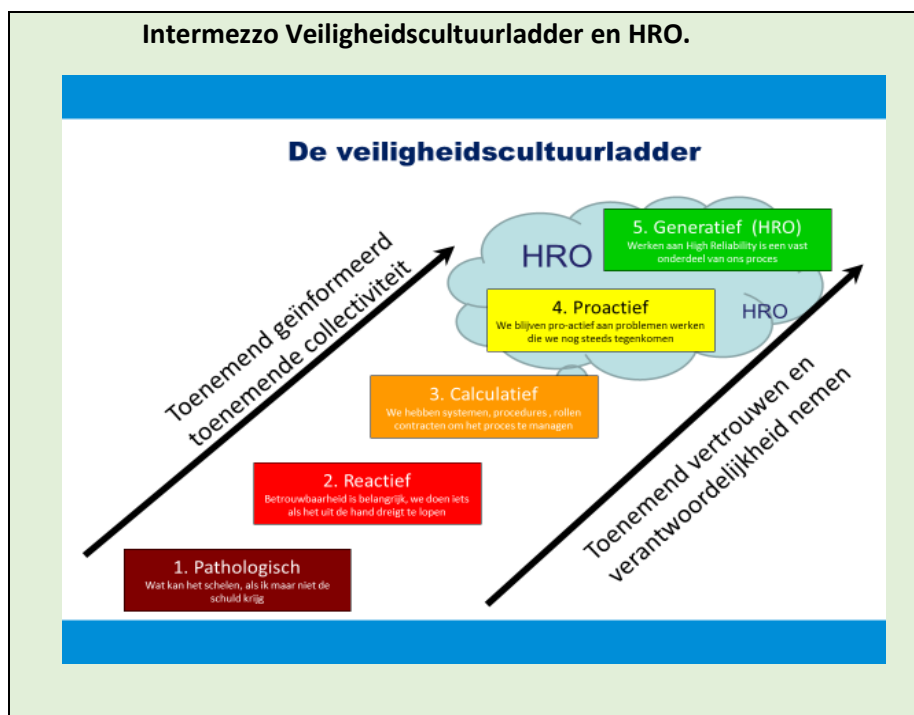 Intermezzo Veiligheidscultuurladder en HRO.
De veiligheidscultuurladder
Toenemend geïnformeerd
toenemende collectiviteit
HRO
5. Generatief (HRO)
Werken aan High Reliability is een vast
onderdeel van ons proces
4. Proactief
We blijven pro-actief aan problemen werken
die we nog steeds tegenkomen
HRO
3. Calculatief
We hebben systemen, procedures , rollen
contracten om het proces te managen
2. Reactief
Betrouwbaarheid is belangrijk, we doen iets
als het uit de hand dreigt te lopen
1. Pathologisch
Wat kan het schelen, als ik maar niet de
schuld krijg
Toenemend vertrouwen en
verantwoordelijkheid nemen